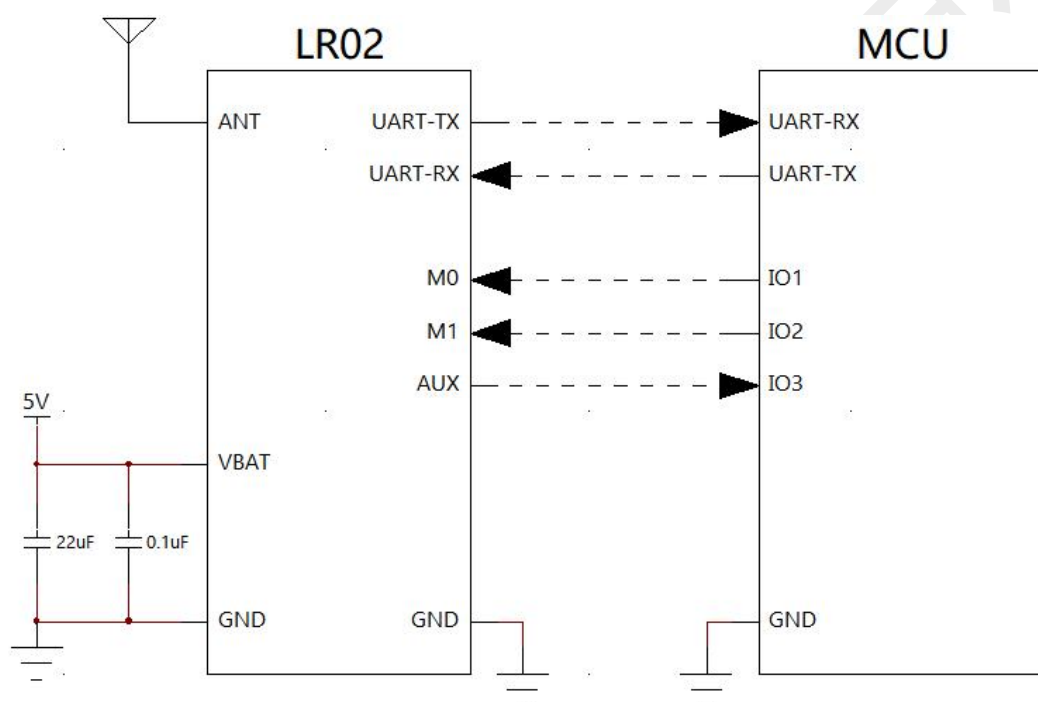 LR02 MCU
ANT UART-TX UART-RX
UART-RX UART-TX
M0 IO1
M1 IO2
AUX IO3
5V
VBAT
22uF 0.1uF
GND GND GND